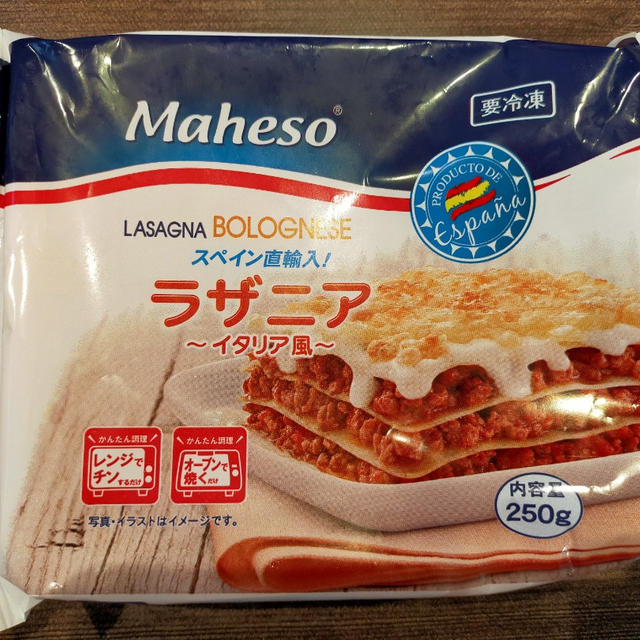 Maheso®
要冷凍
PRODUCTO DE
España
LASAGNA BOLOGNESE
スペイン直輸入!
ラザニア
~イタリア風~
かんたん調理
レンジで
チンするだけ
かんたん調理
オーブンで
焼くだけ
写真・イラストはイメージです。
内容量
250g